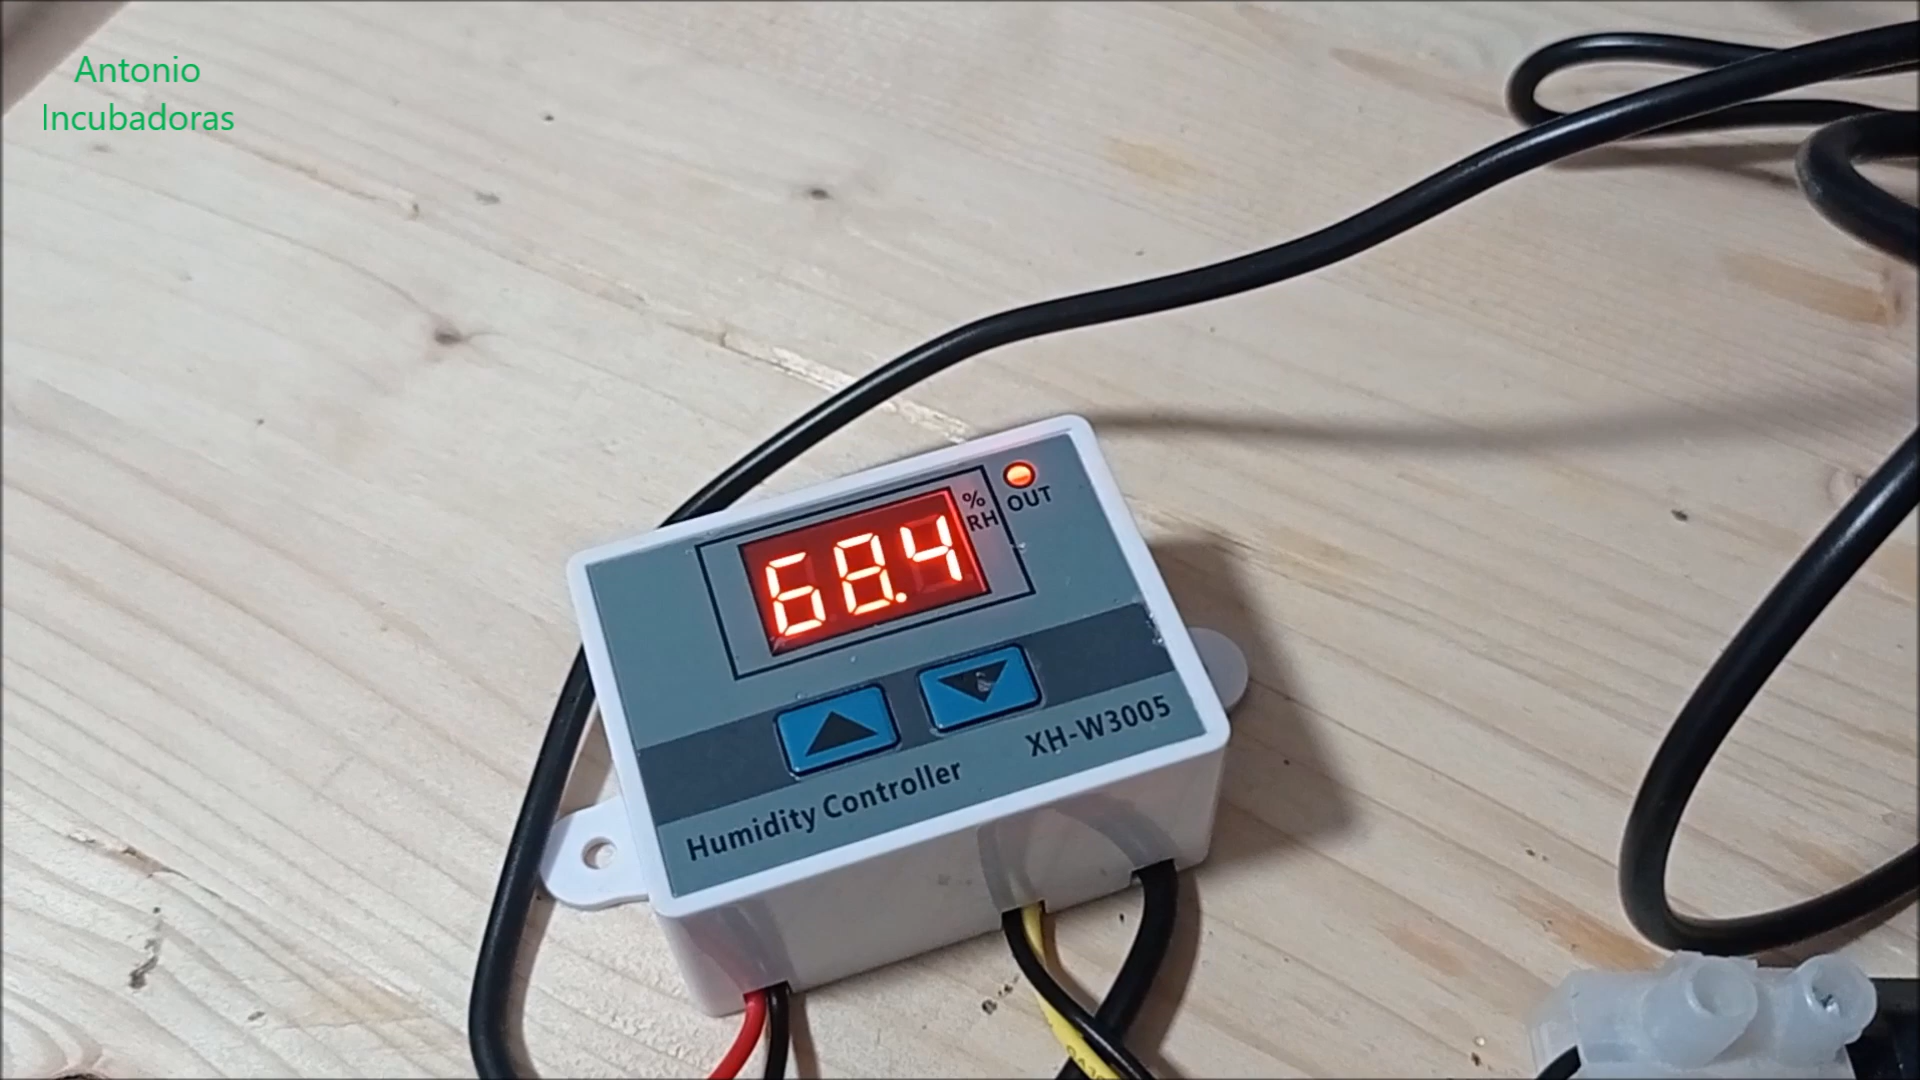 Antonio
Incubadoras
68.4
%
RH
OUT
XH-W3005
Humidity Controller